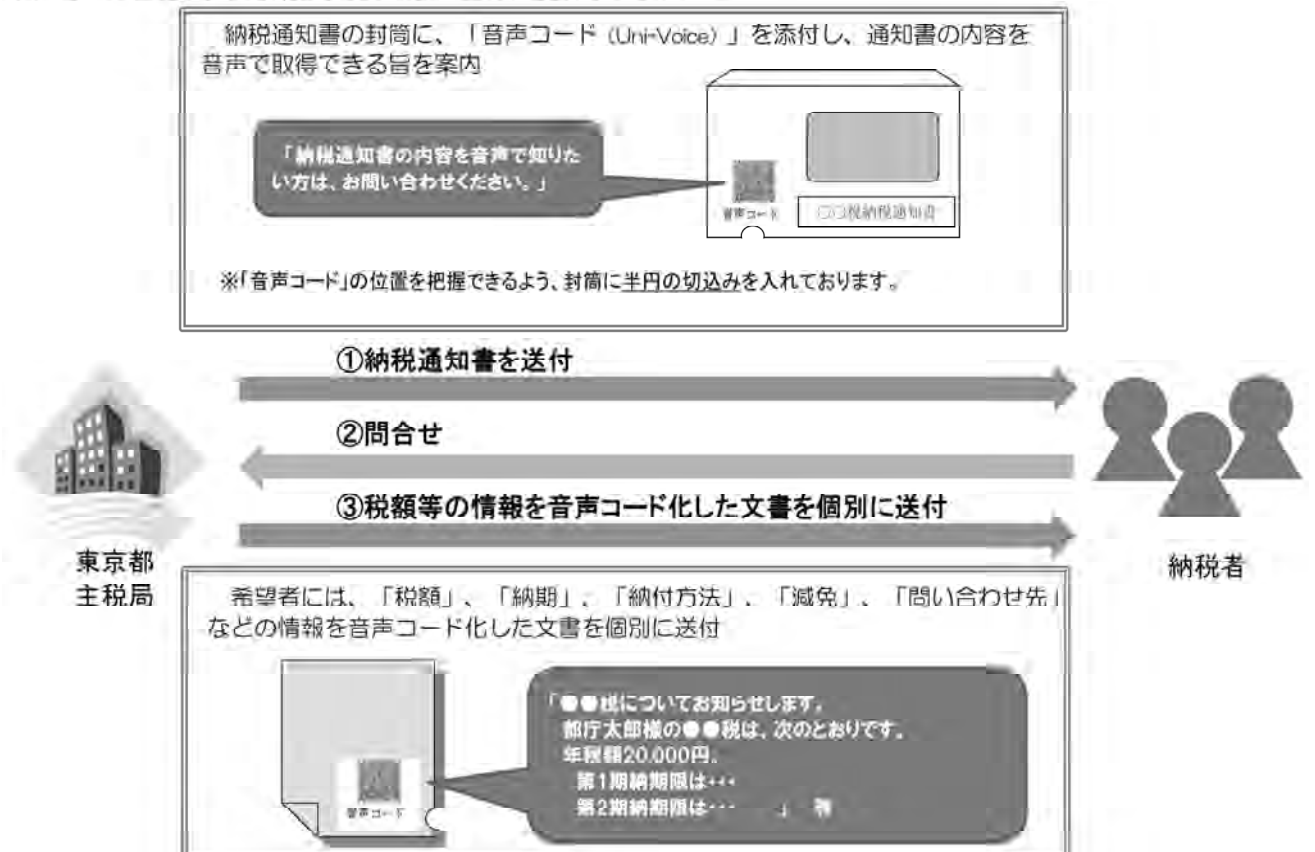 納税通知書の封筒に、「音声コード（Uni-Voice）」を添付し、通知書の内容を
音声で取得できる旨を案内
「納税通知書の内容を音声で知りた
い方は、お問い合わせください。」
音声コード
〇〇税納税通知書
※「音声コード」の位置を把握できるよう、封筒に半円の切込みを入れております。
①納税通知書を送付
②問合せ
③税額等の情報を音声コード化した文書を個別に送付
東京都
主税局
納税者
希望者には、「税額」、「納期」、「納付方法」、「減免」、「問い合わせ先」
などの情報を音声コード化した文書を個別に送付
「●●税についてお知らせします。
都庁太郎様の●●税は、次のとおりです。
年税額20,000円。
第1期納期限は・・・
第2期納期限は・・・　」等
音声コード